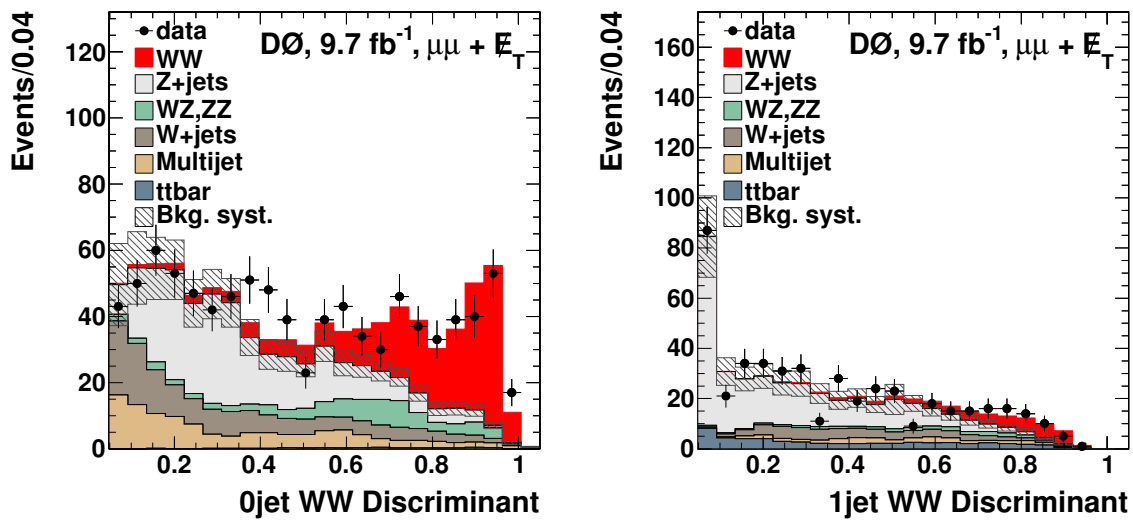 Events/0.04
120
100
80
60
40
20
0
data
WW
Z+jets
WZ,ZZ
W+jets
Multijet
ttbar
Bkg. syst.
DØ, 9.7 fb⁻¹, μμ + E̸_T
0.2 0.4 0.6 0.8 1
0jet WW Discriminant
Events/0.04
160
140
120
100
80
60
40
20
0
data
WW
Z+jets
WZ,ZZ
W+jets
Multijet
ttbar
Bkg. syst.
DØ, 9.7 fb⁻¹, μμ + E̸_T
0.2 0.4 0.6 0.8 1
1jet WW Discriminant